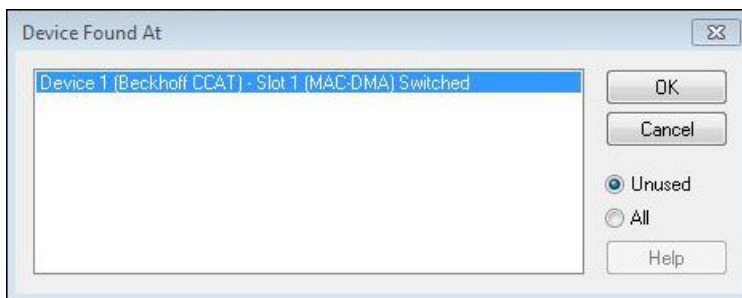 Device Found At
Device 1 (Beckhoff CCAT) - Slot 1 (MAC-DMA) Switched
OK
Cancel
Unused
All
Help